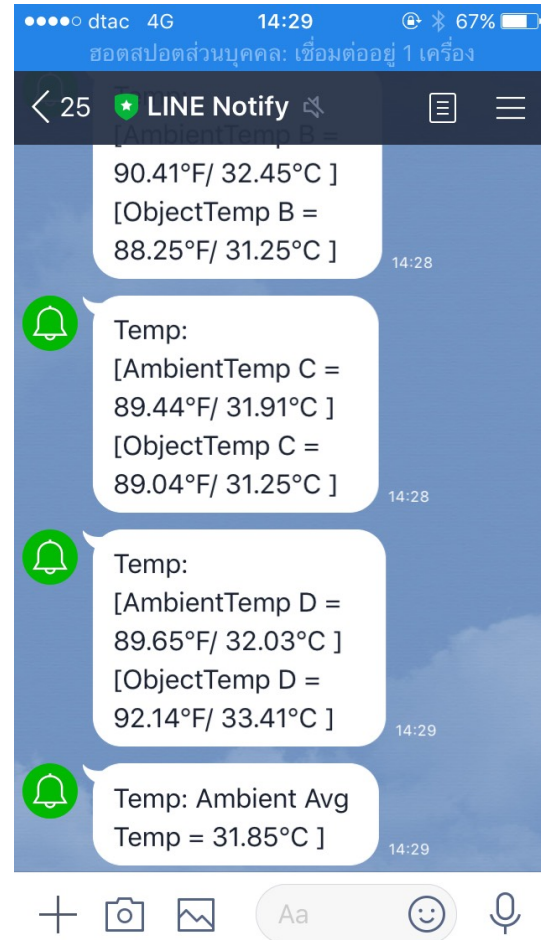 dtac 4G 14:29 67%
ฮอตสปอตส่วนบุคคล: เชื่อมต่ออยู่ 1 เครื่อง
25 LINE Notify
Temp:
[AmbientTemp B =
90.41°F/ 32.45°C ]
[ObjectTemp B =
88.25°F/ 31.25°C ]
14:28
Temp:
[AmbientTemp C =
89.44°F/ 31.91°C ]
[ObjectTemp C =
89.04°F/ 31.25°C ]
14:28
Temp:
[AmbientTemp D =
89.65°F/ 32.03°C ]
[ObjectTemp D =
92.14°F/ 33.41°C ]
14:29
Temp: Ambient Avg
Temp = 31.85°C ]
14:29
Aa